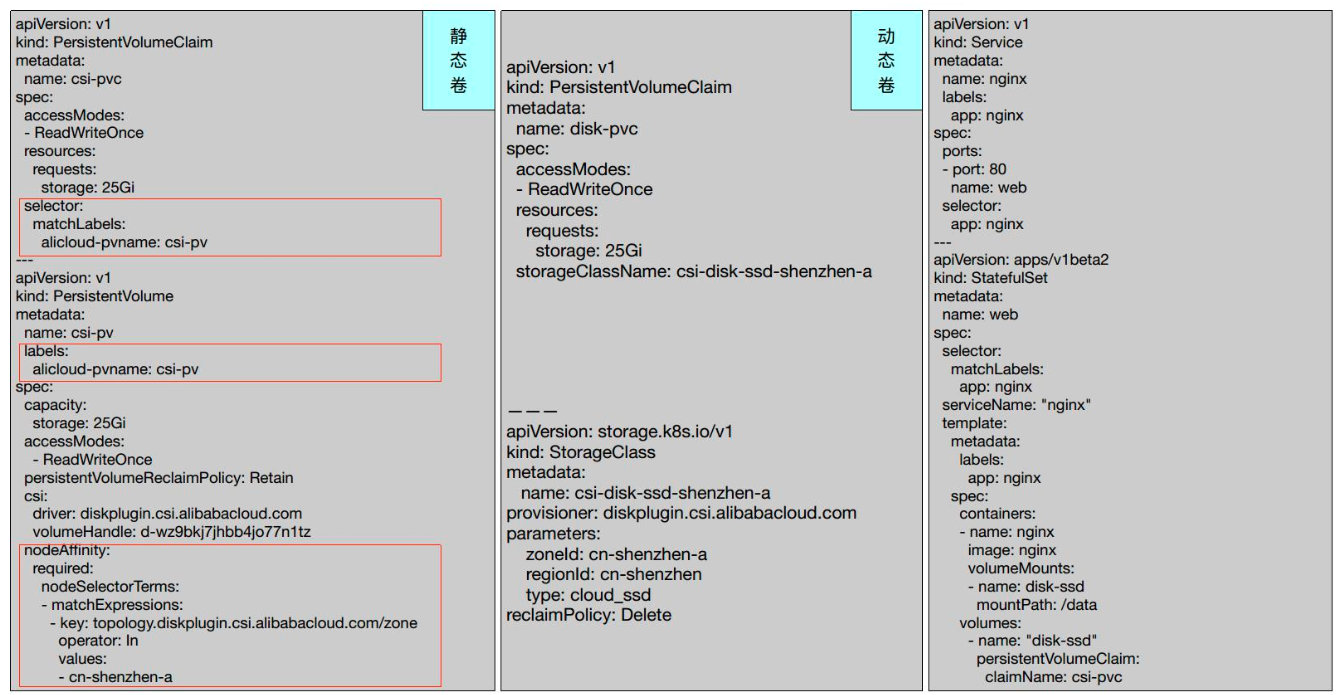 apiVersion: v1
kind: PersistentVolumeClaim
metadata:
  name: csi-pvc
spec:
  accessModes:
  - ReadWriteOnce
  resources:
    requests:
      storage: 25Gi
  selector:
    matchLabels:
      alicloud-pvname: csi-pv
---
apiVersion: v1
kind: PersistentVolume
metadata:
  name: csi-pv
  labels:
    alicloud-pvname: csi-pv
spec:
  capacity:
    storage: 25Gi
  accessModes:
    - ReadWriteOnce
  persistentVolumeReclaimPolicy: Retain
  csi:
    driver: diskplugin.csi.alibabacloud.com
    volumeHandle: d-wz9bkj7jhbb4jo77n1tz
  nodeAffinity:
    required:
      nodeSelectorTerms:
      - matchExpressions:
        - key: topology.diskplugin.csi.alibabacloud.com/zone
          operator: In
          values:
          - cn-shenzhen-a
静
态
卷
apiVersion: v1
kind: PersistentVolumeClaim
metadata:
  name: disk-pvc
spec:
  accessModes:
  - ReadWriteOnce
  resources:
    requests:
      storage: 25Gi
  storageClassName: csi-disk-ssd-shenzhen-a
———
apiVersion: storage.k8s.io/v1
kind: StorageClass
metadata:
   name: csi-disk-ssd-shenzhen-a
provisioner: diskplugin.csi.alibabacloud.com
parameters:
    zoneId: cn-shenzhen-a
    regionId: cn-shenzhen
    type: cloud_ssd
reclaimPolicy: Delete
动
态
卷
apiVersion: v1
kind: Service
metadata:
  name: nginx
  labels:
    app: nginx
spec:
  ports:
  - port: 80
    name: web
  selector:
    app: nginx
---
apiVersion: apps/v1beta2
kind: StatefulSet
metadata:
  name: web
spec:
  selector:
    matchLabels:
      app: nginx
  serviceName: "nginx"
  template:
    metadata:
      labels:
        app: nginx
    spec:
      containers:
      - name: nginx
        image: nginx
        volumeMounts:
        - name: disk-ssd
          mountPath: /data
      volumes:
        - name: "disk-ssd"
          persistentVolumeClaim:
            claimName: csi-pvc